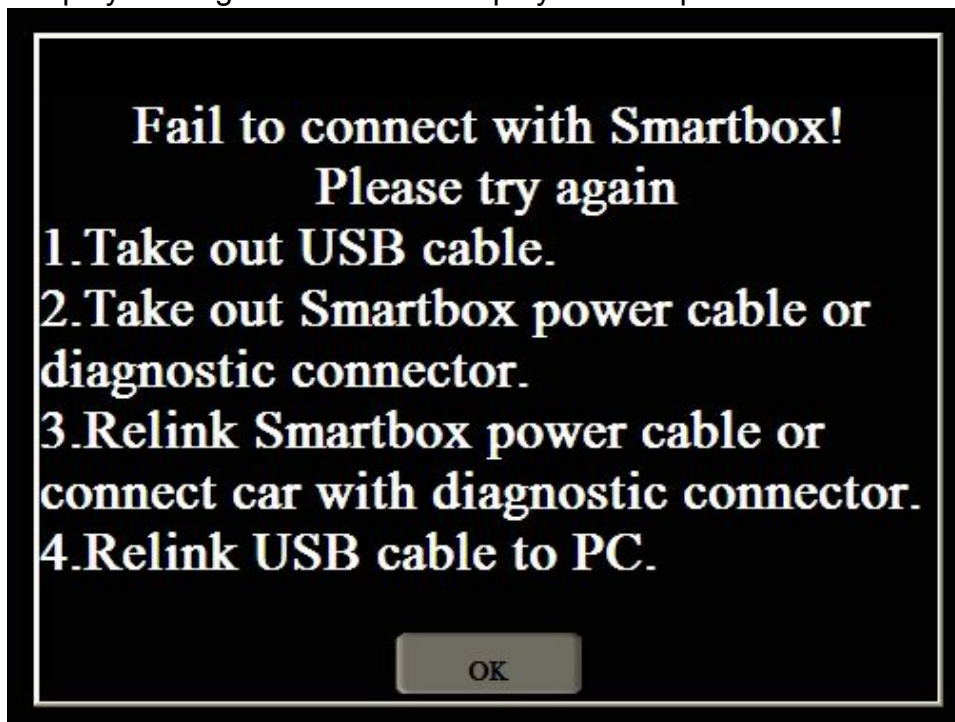 Fail to connect with Smartbox!
Please try again
1.Take out USB cable.
2.Take out Smartbox power cable or
diagnostic connector.
3.Relink Smartbox power cable or
connect car with diagnostic connector.
4.Relink USB cable to PC.
OK